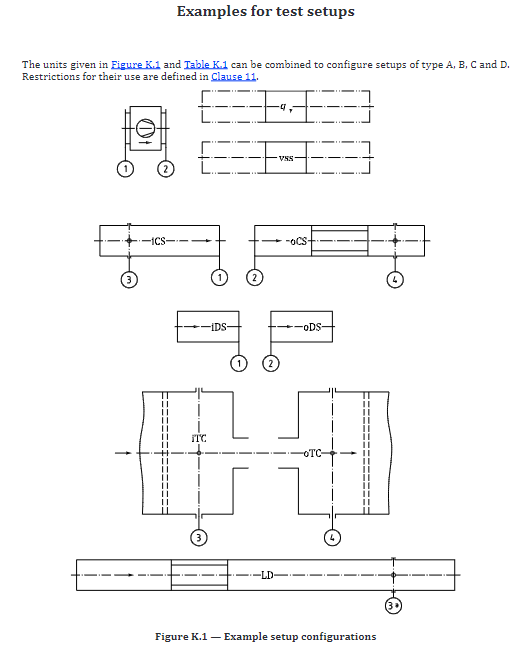 Examples for test setups
The units given in Figure K.1 and Table K.1 can be combined to configure setups of type A, B, C and D.
Restrictions for their use are defined in Clause 11.
q v
1 2
vss
iCS oCS
3 1 2 4
iDS oDS
1 2
iTC
oTC
3 4
LD
3*
Figure K.1 — Example setup configurations